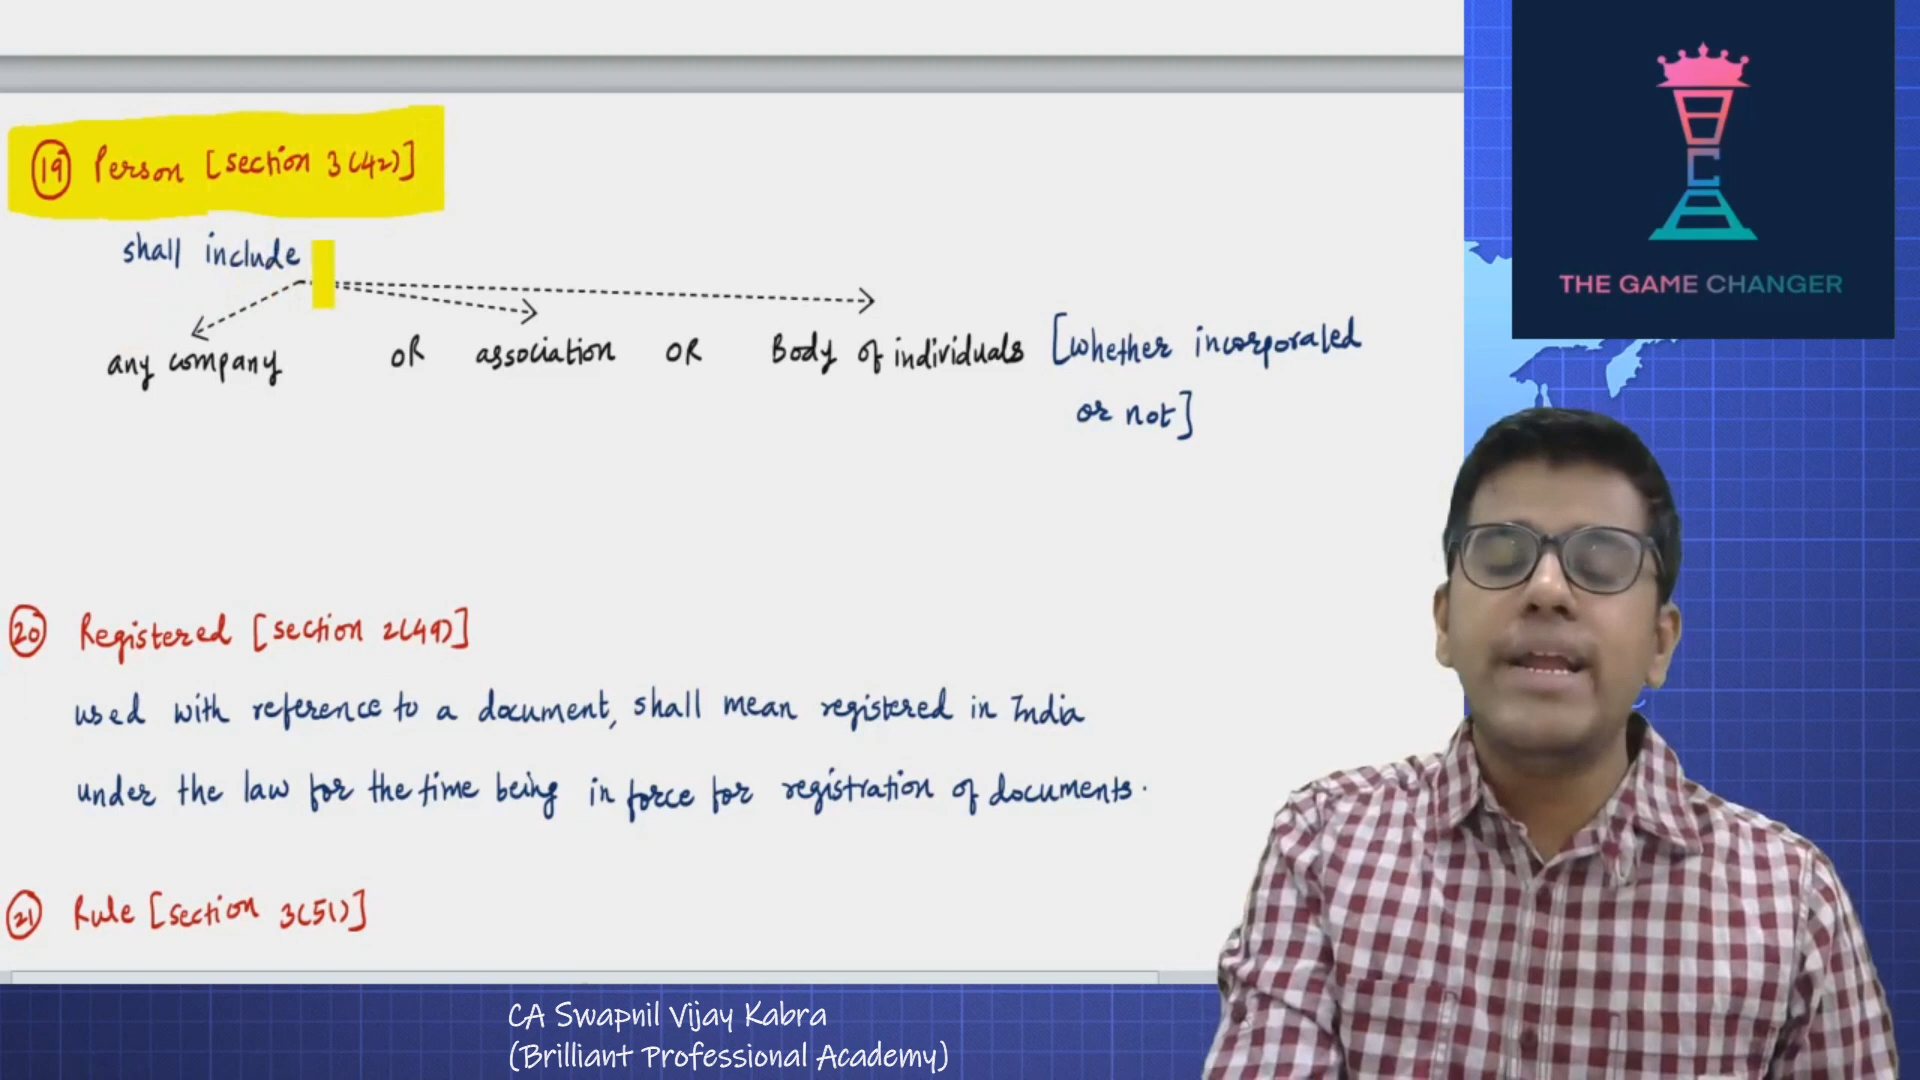 19 Person [section 3(42)]
shall include
any company OR association OR Body of individuals [whether incorporated
or not]
20 Registered [section 2(49)]
used with reference to a document, shall mean registered in India
under the law for the time being in force for registration of documents.
21 Rule [section 3(51)]
THE GAME CHANGER
CA Swapnil Vijay Kabra
(Brilliant Professional Academy)